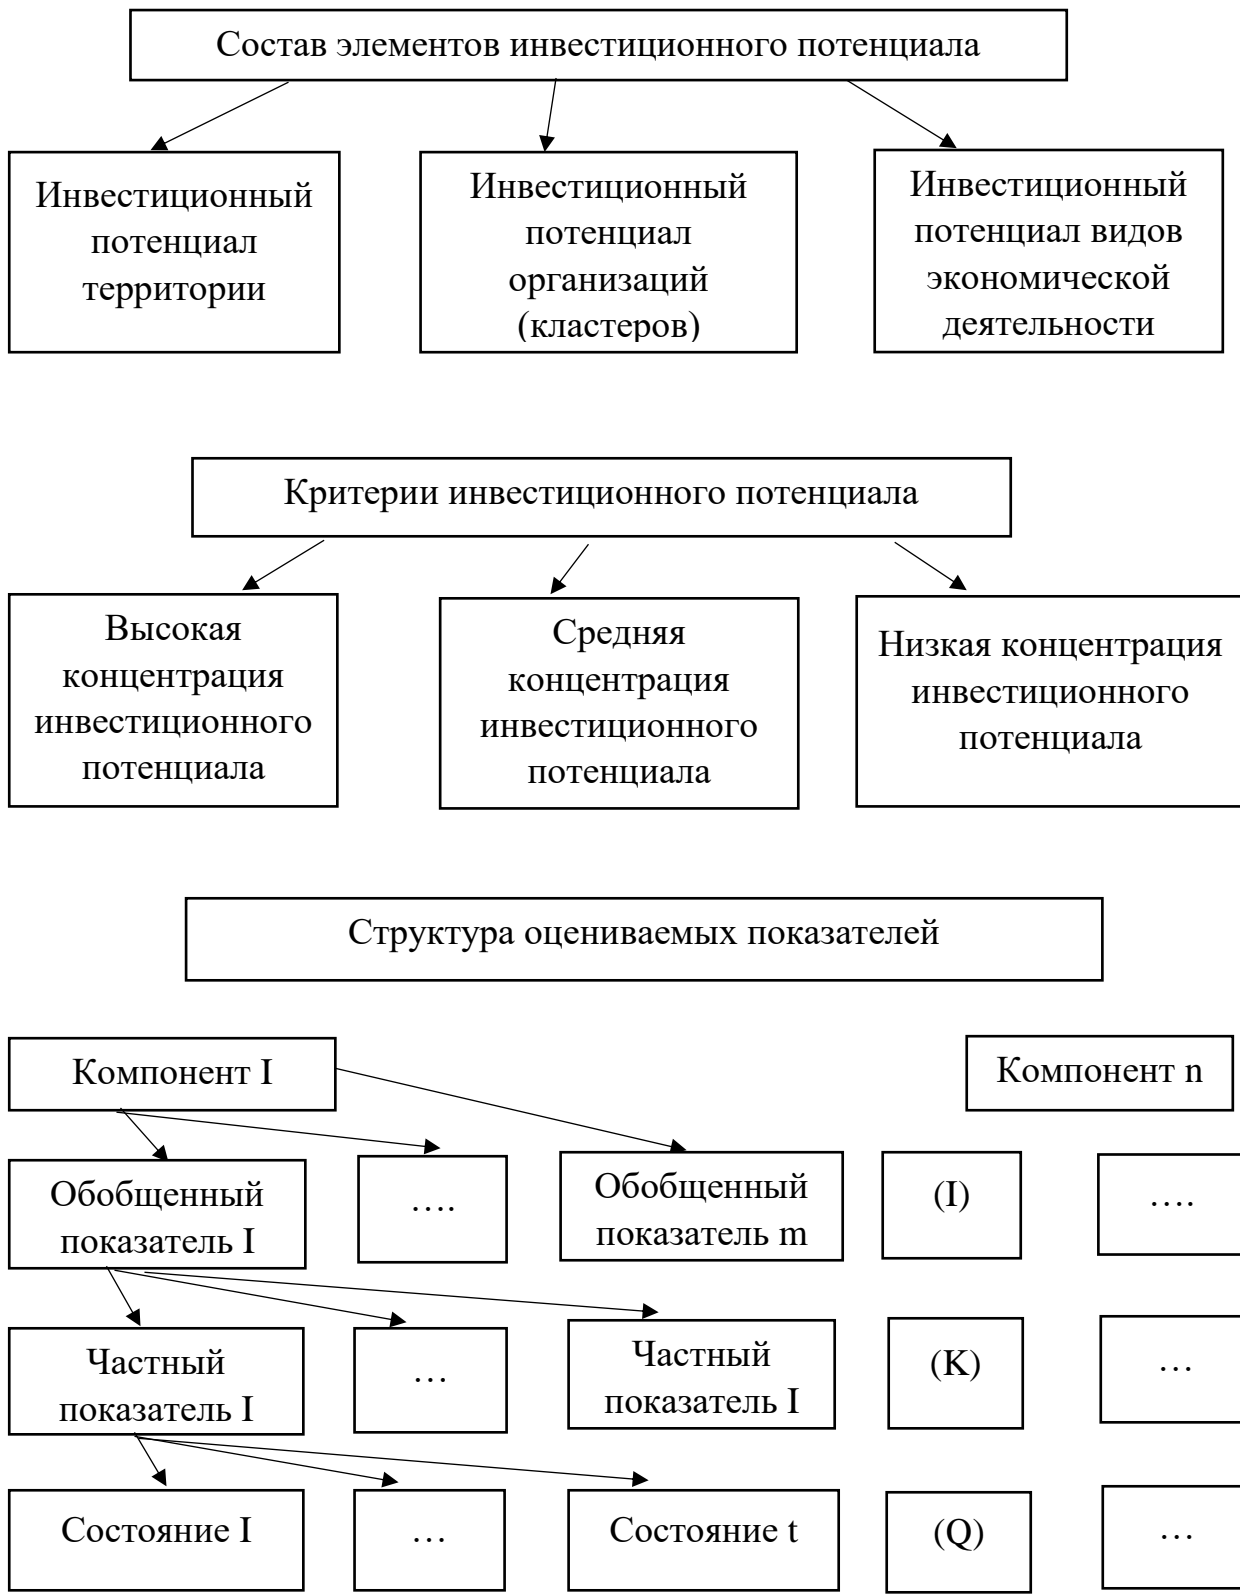 Состав элементов инвестиционного потенциала
Инвестиционный
потенциал
территории
Инвестиционный
потенциал
организаций
(кластеров)
Инвестиционный
потенциал видов
экономической
деятельности
Критерии инвестиционного потенциала
Высокая
концентрация
инвестиционного
потенциала
Средняя
концентрация
инвестиционного
потенциала
Низкая концентрация
инвестиционного
потенциала
Структура оцениваемых показателей
Компонент I
Компонент n
Обобщенный
показатель I
….
Обобщенный
показатель m
(I)
….
Частный
показатель I
…
Частный
показатель I
(K)
…
Состояние I
…
Состояние t
(Q)
…